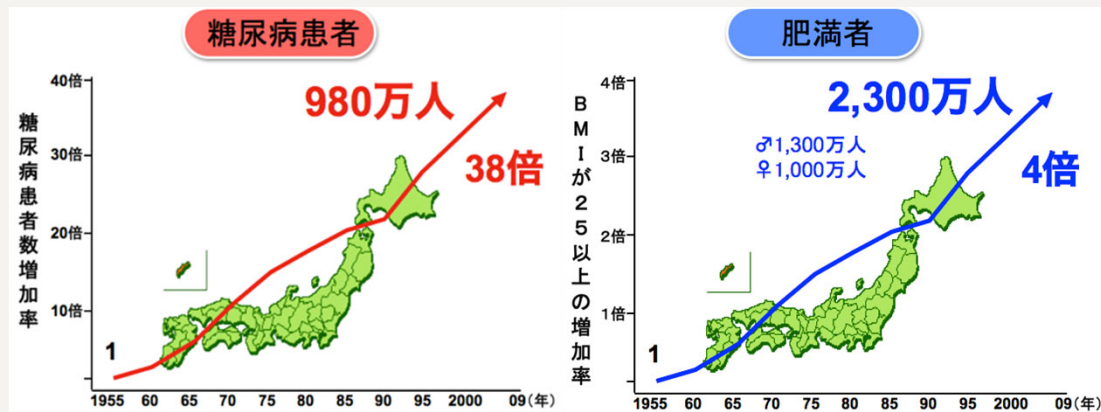 糖尿病患者
糖尿病患者数増加率
40倍
30倍
20倍
10倍
1
980万人
38倍
1955 60 65 70 75 80 85 90 95 2000 09(年)
肥満者
BMIが25以上の増加率
4倍
3倍
2倍
1倍
1
2,300万人
♂1,300万人
♀1,000万人
4倍
1955 60 65 70 75 80 85 90 95 2000 09(年)